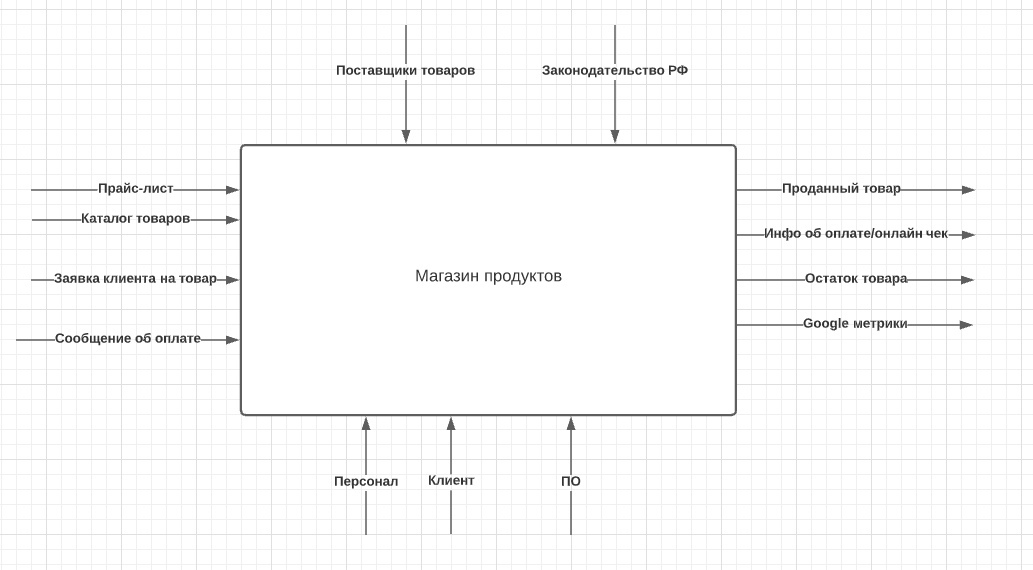 Поставщики товаров
Законодательство РФ
Прайс-лист
Каталог товаров
Заявка клиента на товар
Сообщение об оплате
Магазин продуктов
Проданный товар
Инфо об оплате/онлайн чек
Остаток товара
Google метрики
Персонал
Клиент
ПО